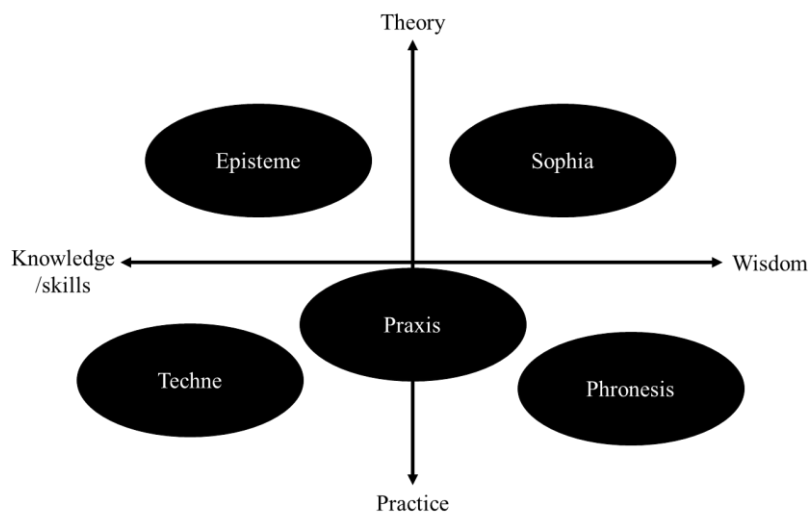 Theory
Episteme
Sophia
Knowledge
/skills
Wisdom
Praxis
Techne
Phronesis
Practice